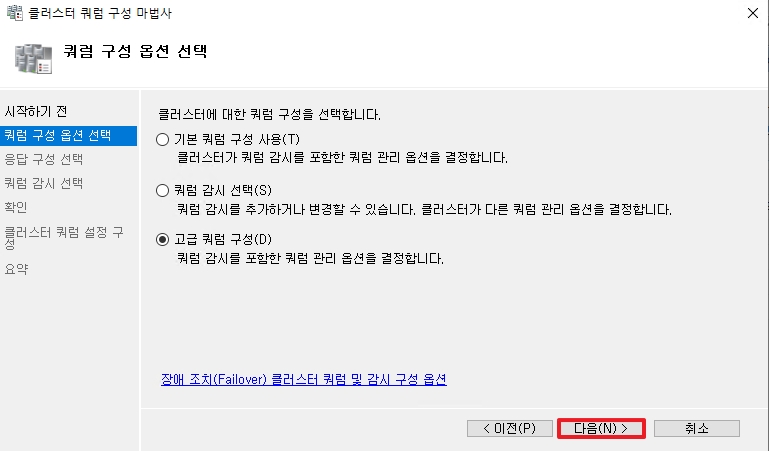 클러스터 쿼럼 구성 마법사
쿼럼 구성 옵션 선택
시작하기 전
쿼럼 구성 옵션 선택
응답 구성 선택
쿼럼 감시 선택
확인
클러스터 쿼럼 설정 구
성
요약
클러스터에 대한 쿼럼 구성을 선택합니다.
기본 쿼럼 구성 사용(T)
클러스터가 쿼럼 감시를 포함한 쿼럼 관리 옵션을 결정합니다.
쿼럼 감시 선택(S)
쿼럼 감시를 추가하거나 변경할 수 있습니다. 클러스터가 다른 쿼럼 관리 옵션을 결정합니다.
고급 쿼럼 구성(D)
쿼럼 감시를 포함한 쿼럼 관리 옵션을 결정합니다.
장애 조치(Failover) 클러스터 쿼럼 및 감시 구성 옵션
< 이전(P)
다음(N) >
취소